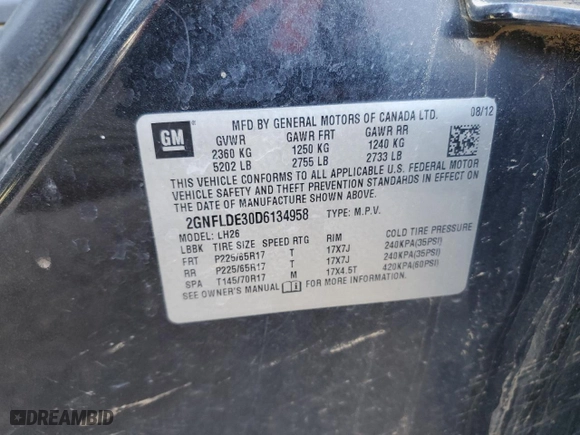 GM
MFD BY GENERAL MOTORS OF CANADA LTD. 08/12
GVWR GAWR FRT GAWR RR
2360 KG 1250 KG 1240 KG
5202 LB 2755 LB 2733 LB
THIS VEHICLE CONFORMS TO ALL APPLICABLE U.S. FEDERAL MOTOR
VEHICLE SAFETY AND THEFT PREVENTION STANDARDS IN EFFECT ON
THE DATE OF MANUFACTURE SHOWN ABOVE.
2GNFLDE30D6134958 TYPE: M.P.V.
MODEL: LH26
LBBK TIRE SIZE SPEED RTG RIM COLD TIRE PRESSURE
FRT P225/65R17 T 17X7J 240KPA(35PSI)
RR P225/65R17 T 17X7J 240KPA(35PSI)
SPA T145/70R17 M 17X4.5T 420KPA(60PSI)
SEE OWNER'S MANUAL FOR MORE INFORMATION.
DREAMBID